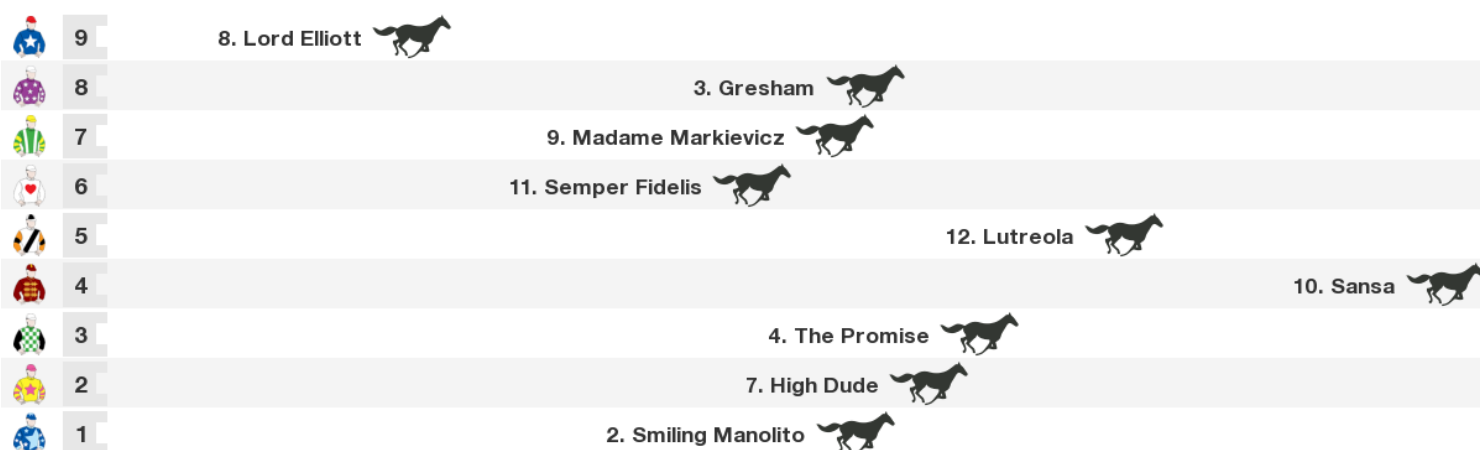 9 8. Lord Elliott
8 3. Gresham
7 9. Madame Markievicz
6 11. Semper Fidelis
5 12. Lutreola
4 10. Sansa
3 4. The Promise
2 7. High Dude
1 2. Smiling Manolito